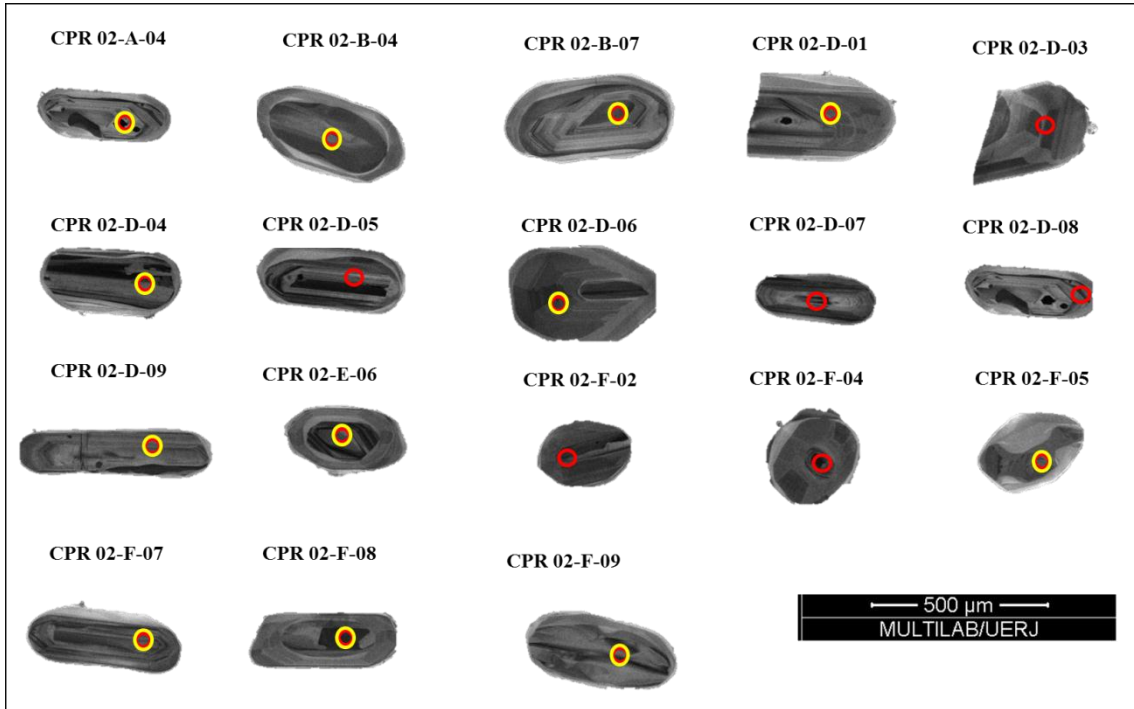 CPR 02-A-04
CPR 02-B-04
CPR 02-B-07
CPR 02-D-01
CPR 02-D-03
CPR 02-D-04
CPR 02-D-05
CPR 02-D-06
CPR 02-D-07
CPR 02-D-08
CPR 02-D-09
CPR 02-E-06
CPR 02-F-02
CPR 02-F-04
CPR 02-F-05
CPR 02-F-07
CPR 02-F-08
CPR 02-F-09
500 µm
MULTILAB/UERJ